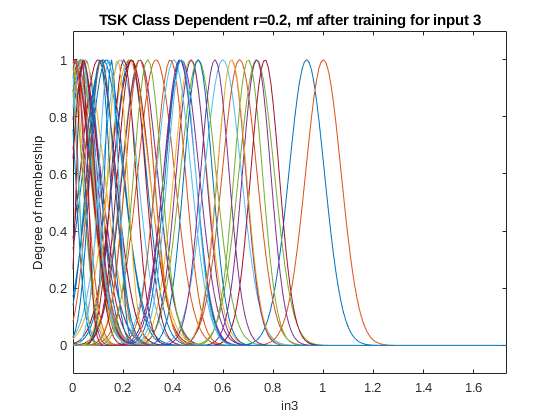 TSK Class Dependent r=0.2, mf after training for input 3
Degree of membership
1
0.8
0.6
0.4
0.2
0
0 0.2 0.4 0.6 0.8 1 1.2 1.4 1.6
in3